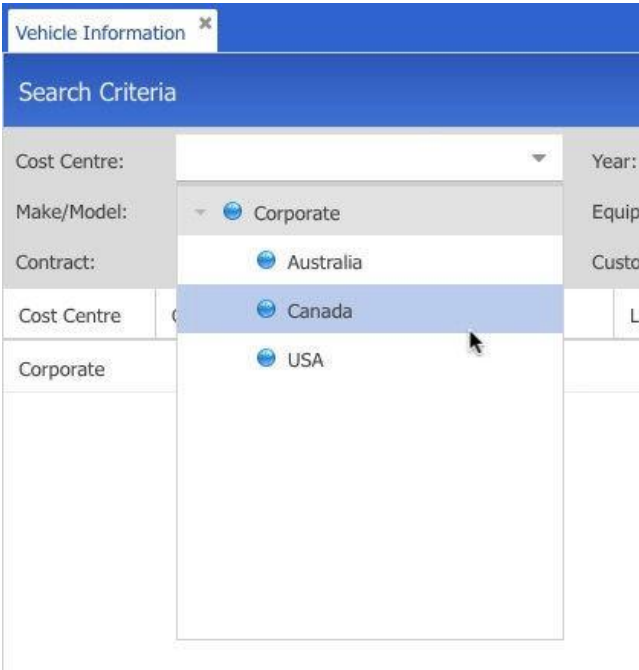 Vehicle Information
Search Criteria
Cost Centre:
Year:
Make/Model:
Corporate
Contract:
Australia
Cost Centre
Canada
Corporate
USA